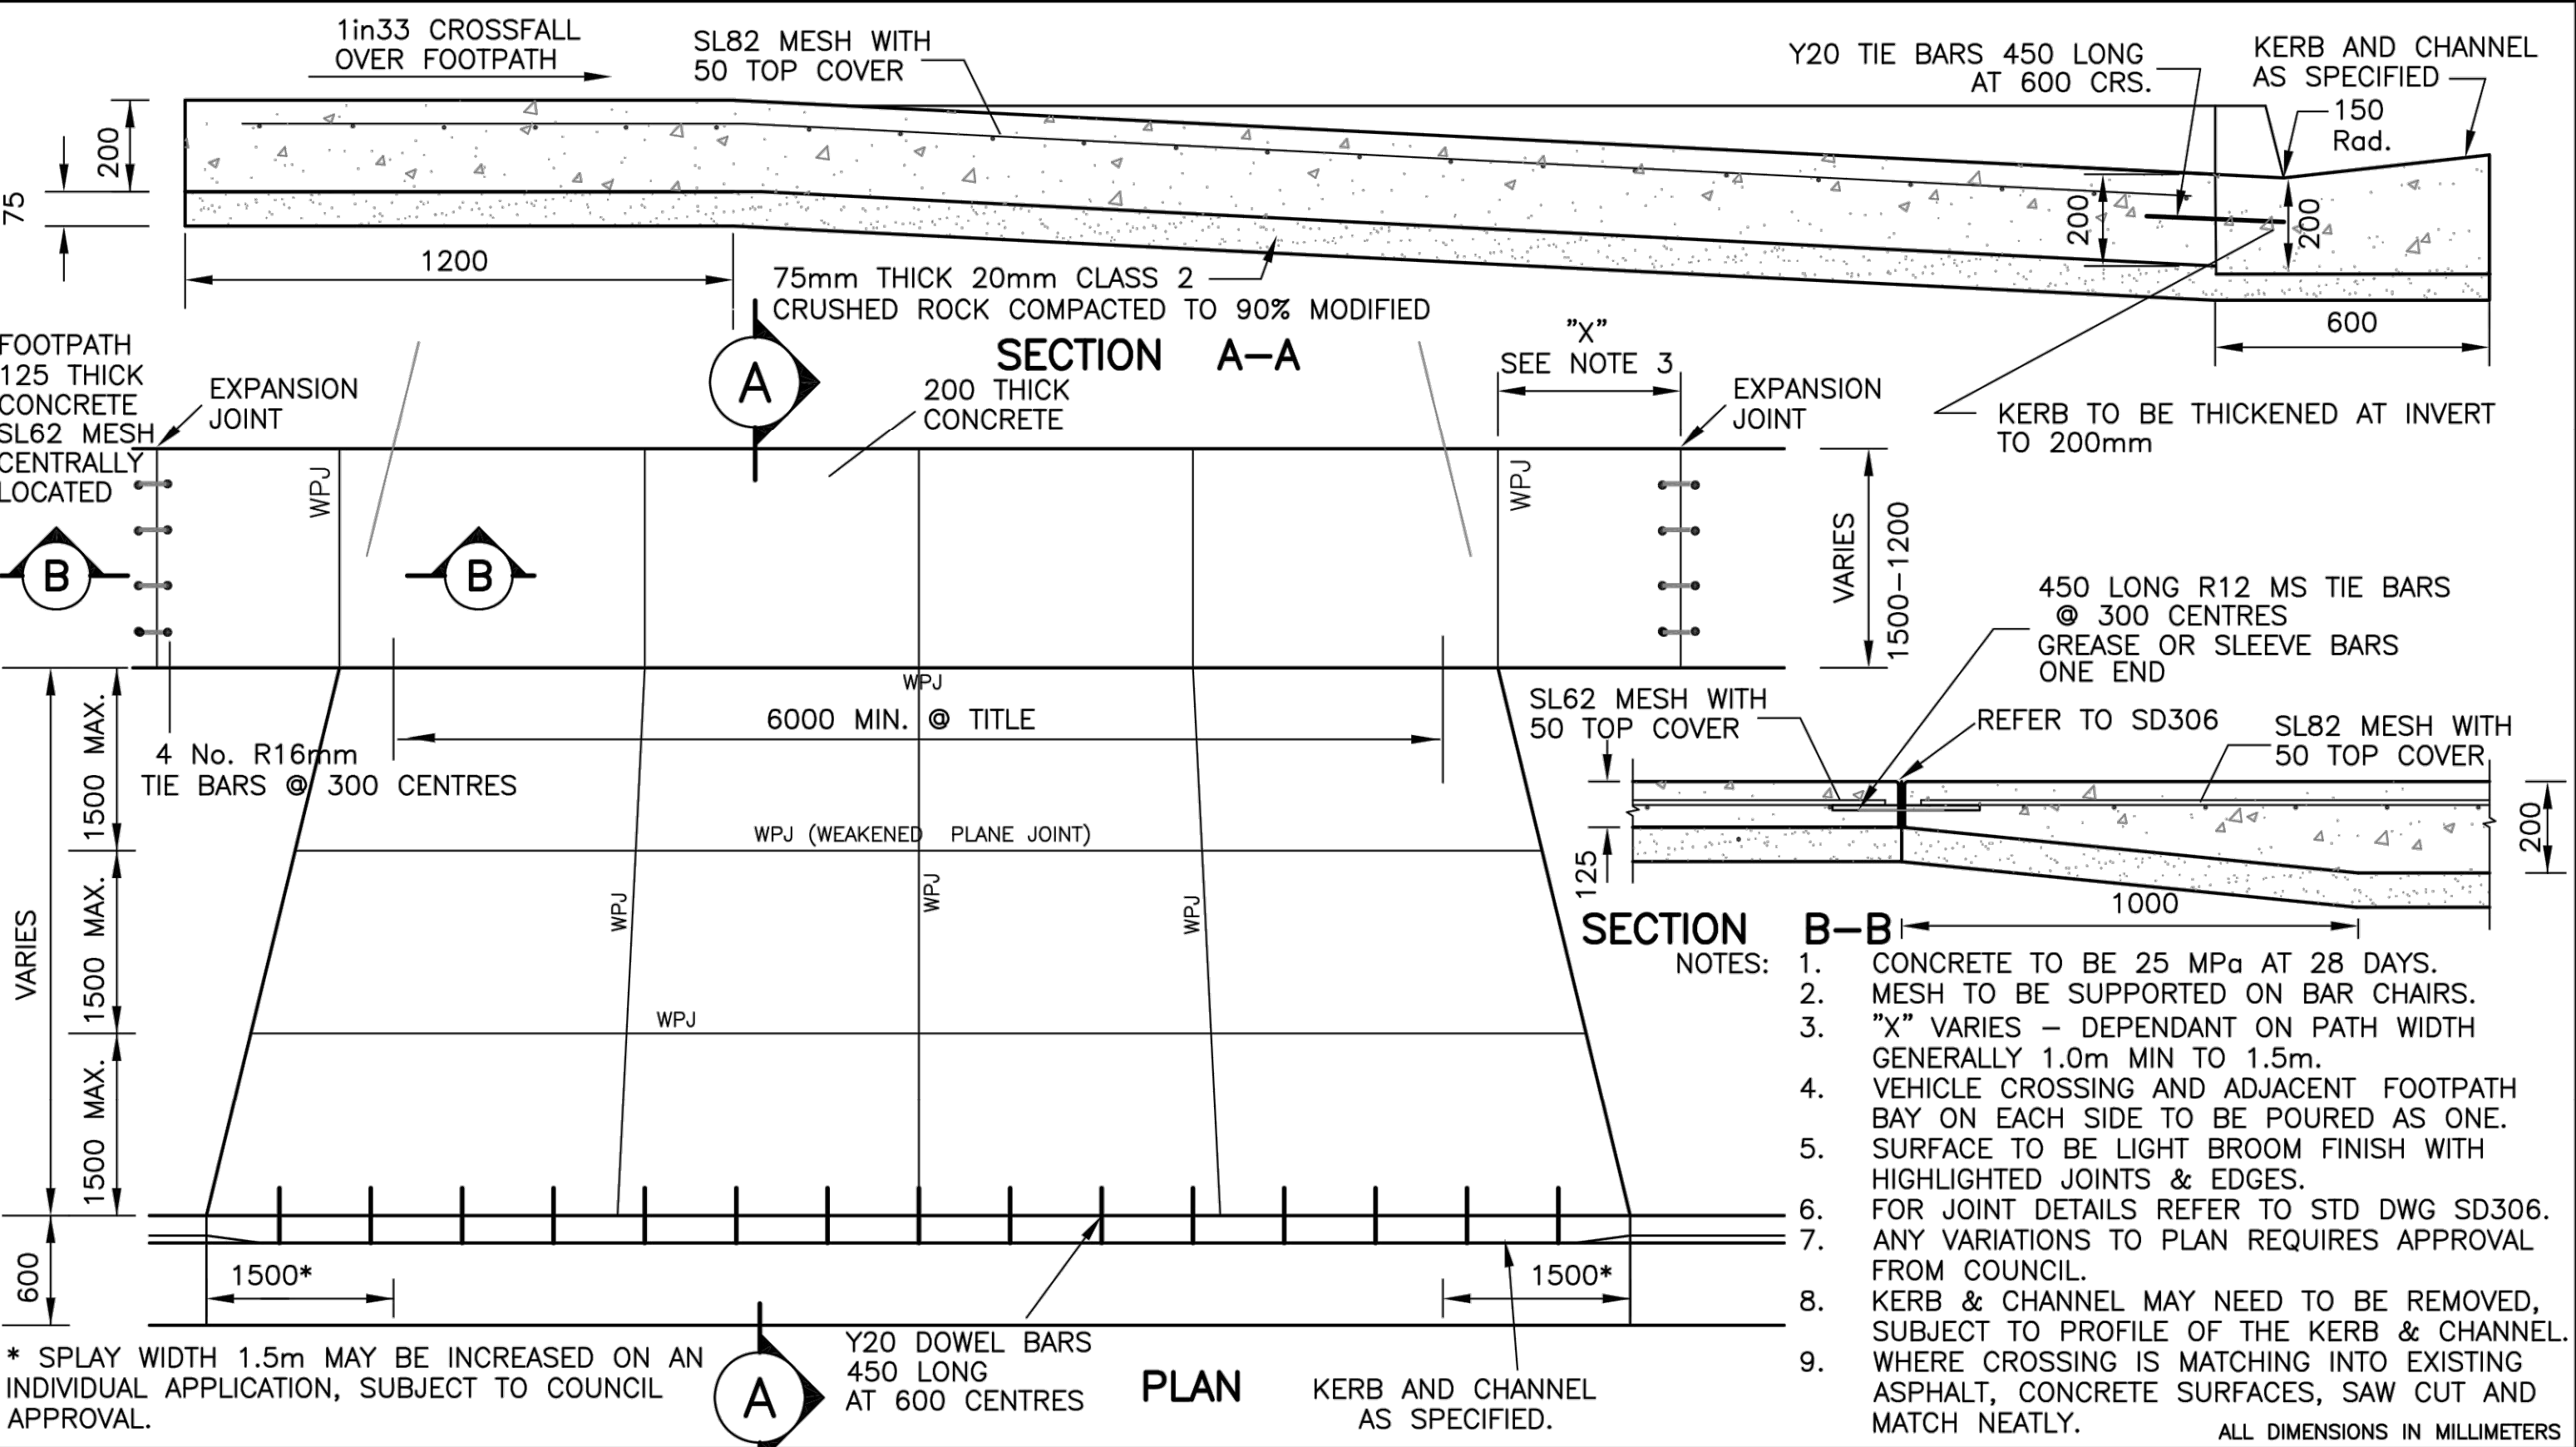 1in33 CROSSFALL
OVER FOOTPATH
SL82 MESH WITH
50 TOP COVER
Y20 TIE BARS 450 LONG
AT 600 CRS.
KERB AND CHANNEL
AS SPECIFIED
150
Rad.
200
75
1200
200
200
600
75mm THICK 20mm CLASS 2
CRUSHED ROCK COMPACTED TO 90% MODIFIED
SECTION A-A
KERB TO BE THICKENED AT INVERT
TO 200mm
FOOTPATH
125 THICK
CONCRETE
SL62 MESH
CENTRALLY
LOCATED
EXPANSION
JOINT
A
200 THICK
CONCRETE
"X"
SEE NOTE 3
EXPANSION
JOINT
WPJ
WPJ
B
B
VARIES
1500-1200
WPJ
6000 MIN. @ TITLE
4 No. R16mm
TIE BARS @ 300 CENTRES
1500 MAX.
1500 MAX.
1500 MAX.
VARIES
WPJ (WEAKENED PLANE JOINT)
WPJ
WPJ
WPJ
WPJ
600
1500*
1500*
Y20 DOWEL BARS
450 LONG
AT 600 CENTRES
A
PLAN
KERB AND CHANNEL
AS SPECIFIED.
* SPLAY WIDTH 1.5m MAY BE INCREASED ON AN
INDIVIDUAL APPLICATION, SUBJECT TO COUNCIL
APPROVAL.
450 LONG R12 MS TIE BARS
@ 300 CENTRES
GREASE OR SLEEVE BARS
ONE END
SL62 MESH WITH
50 TOP COVER
REFER TO SD306
SL82 MESH WITH
50 TOP COVER
125
200
1000
SECTION B-B
NOTES: 1. CONCRETE TO BE 25 MPa AT 28 DAYS.
2. MESH TO BE SUPPORTED ON BAR CHAIRS.
3. "X" VARIES - DEPENDANT ON PATH WIDTH
GENERALLY 1.0m MIN TO 1.5m.
4. VEHICLE CROSSING AND ADJACENT FOOTPATH
BAY ON EACH SIDE TO BE POURED AS ONE.
5. SURFACE TO BE LIGHT BROOM FINISH WITH
HIGHLIGHTED JOINTS & EDGES.
6. FOR JOINT DETAILS REFER TO STD DWG SD306.
7. ANY VARIATIONS TO PLAN REQUIRES APPROVAL
FROM COUNCIL.
8. KERB & CHANNEL MAY NEED TO BE REMOVED,
SUBJECT TO PROFILE OF THE KERB & CHANNEL.
9. WHERE CROSSING IS MATCHING INTO EXISTING
ASPHALT, CONCRETE SURFACES, SAW CUT AND
MATCH NEATLY.
ALL DIMENSIONS IN MILLIMETERS